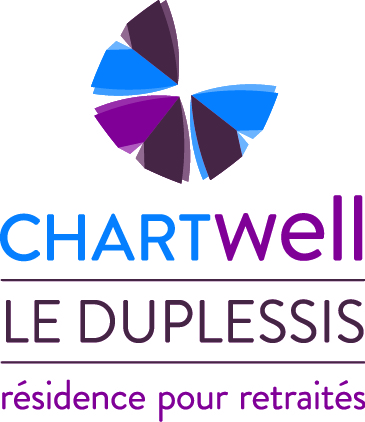 CHARTwell
LE DUPLESSIS
résidence pour retraités